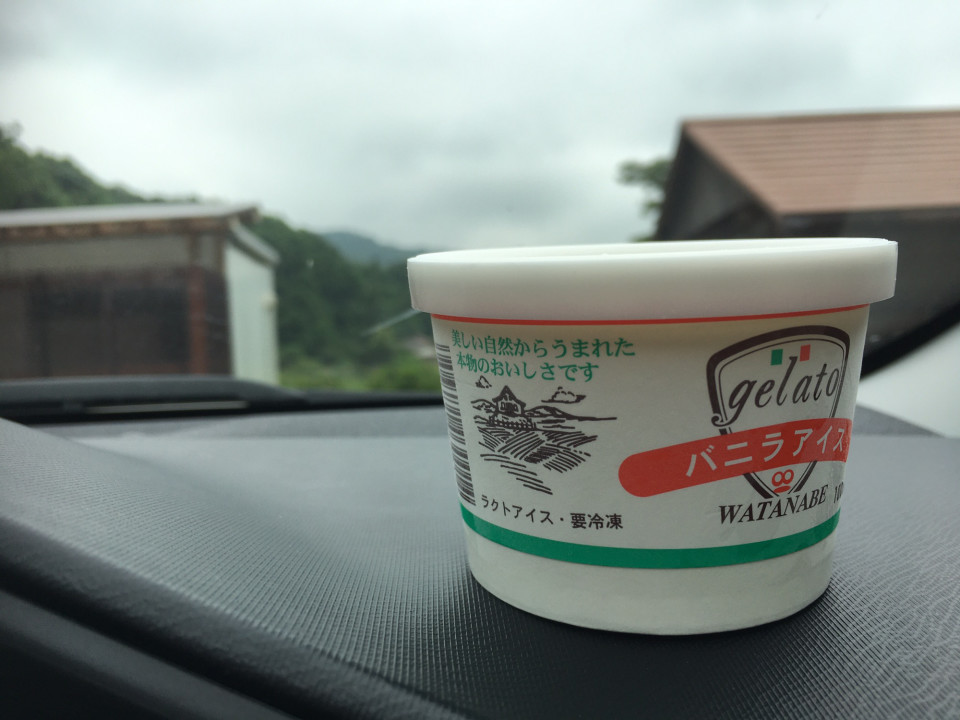 美しい自然からうまれた
本物のおいしさです
ラクトアイス・要冷凍
gelato
バニラアイス
WATANABE